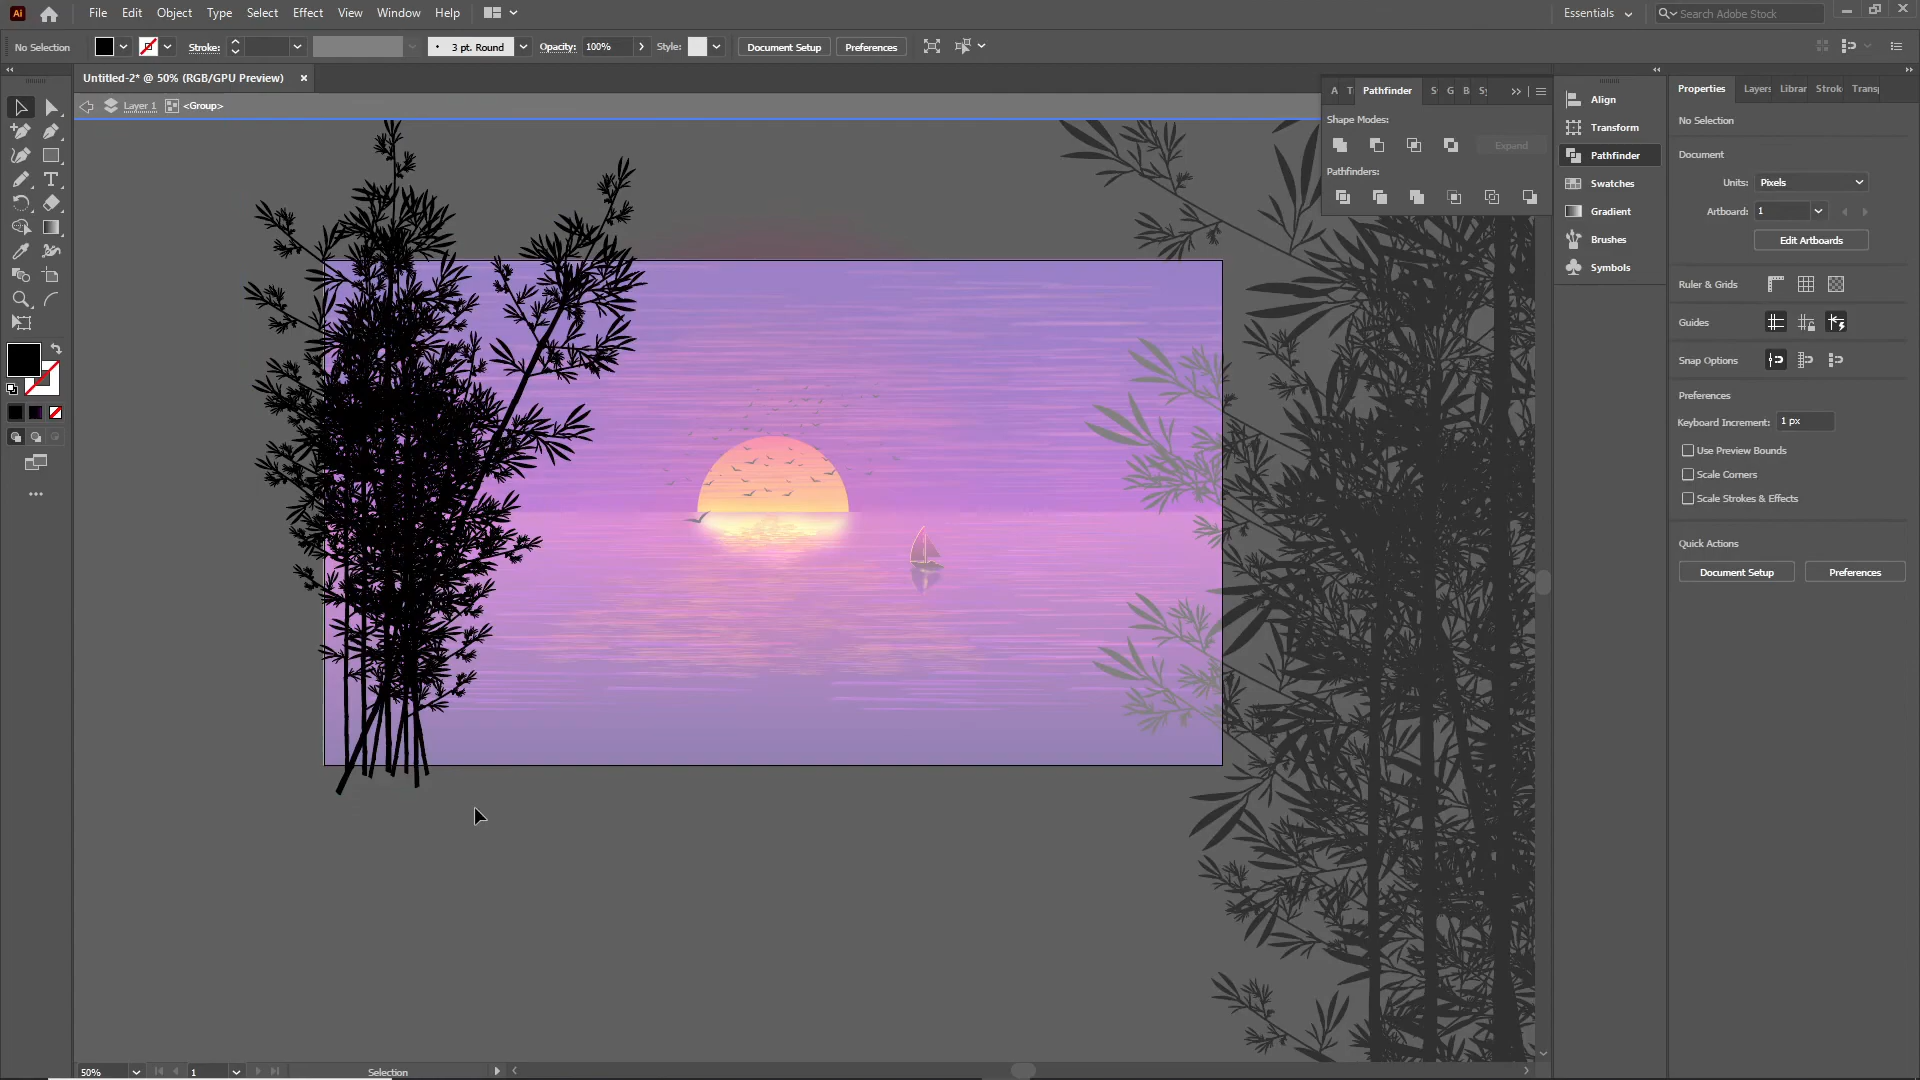 Ai File Edit Object Type Select Effect View Window Help Essentials Search Adobe Stock
No Selection Stroke: 3 pt. Round Opacity: 100% Style: Document Setup Preferences
Untitled-2* @ 50% (RGB/GPU Preview)
Layer 1 <Group>
A T Pathfinder S G B Sy
Shape Modes:
Expand
Pathfinders:
Align
Transform
Pathfinder
Swatches
Gradient
Brushes
Symbols
Properties Layers Librar Strok Transp
No Selection
Document
Units: Pixels
Artboard: 1
Edit Artboards
Ruler & Grids
Guides
Snap Options
Preferences
Keyboard Increment: 1 px
Use Preview Bounds
Scale Corners
Scale Strokes & Effects
Quick Actions
Document Setup Preferences
T
50% 1 Selection